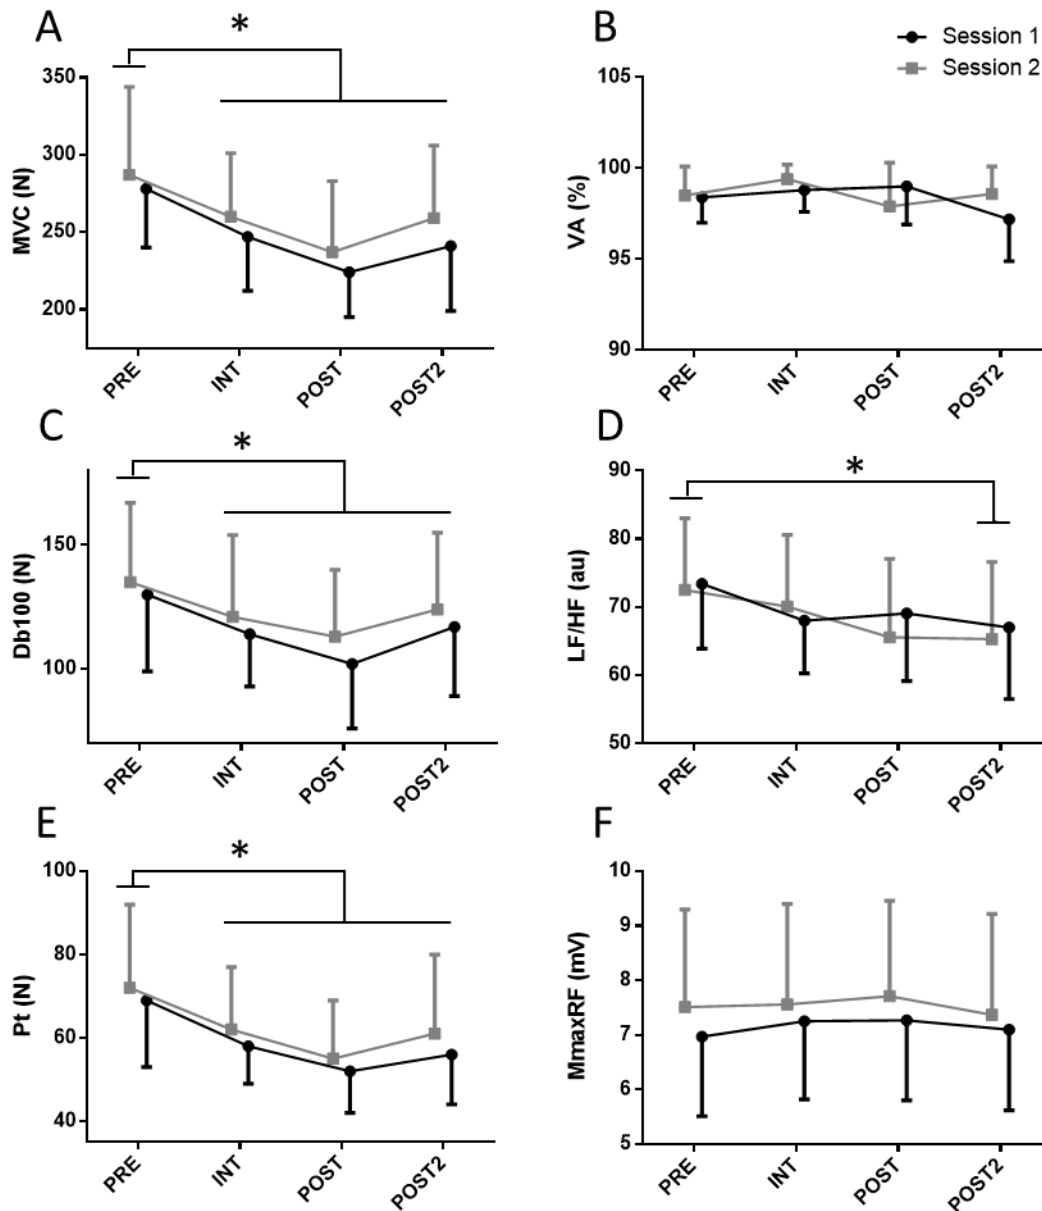 A
*
MVC (N)
350
300
250
200
PRE
INT
POST
POST2
B
Session 1
Session 2
VA (%)
105
100
95
90
PRE
INT
POST
POST2
C
*
Db100 (N)
150
100
PRE
INT
POST
POST2
D
*
LF/HF (au)
90
80
70
60
50
PRE
INT
POST
POST2
E
*
Pt (N)
100
80
60
40
PRE
INT
POST
POST2
F
MmaxRF (mV)
10
9
8
7
6
5
PRE
INT
POST
POST2